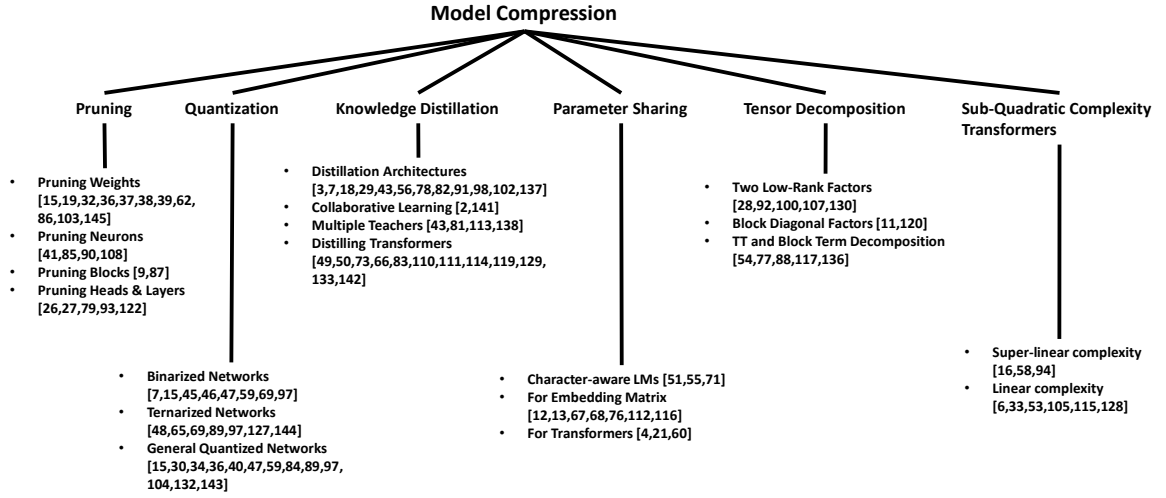 Model Compression
Pruning
Quantization
Knowledge Distillation
Parameter Sharing
Tensor Decomposition
Sub-Quadratic Complexity
Transformers
• Pruning Weights
[15,19,32,36,37,38,39,62,
86,103,145]
• Pruning Neurons
[41,85,90,108]
• Pruning Blocks [9,87]
• Pruning Heads & Layers
[26,27,79,93,122]
• Binarized Networks
[7,15,45,46,47,59,69,97]
• Ternarized Networks
[48,65,69,89,97,127,144]
• General Quantized Networks
[15,30,34,36,40,47,59,84,89,97,
104,132,143]
• Distillation Architectures
[3,7,18,29,43,56,78,82,91,98,102,137]
• Collaborative Learning [2,141]
• Multiple Teachers [43,81,113,138]
• Distilling Transformers
[49,50,73,66,83,110,111,114,119,129,
133,142]
• Character-aware LMs [51,55,71]
• For Embedding Matrix
[12,13,67,68,76,112,116]
• For Transformers [4,21,60]
• Two Low-Rank Factors
[28,92,100,107,130]
• Block Diagonal Factors [11,120]
• TT and Block Term Decomposition
[54,77,88,117,136]
• Super-linear complexity
[16,58,94]
• Linear complexity
[6,33,53,105,115,128]